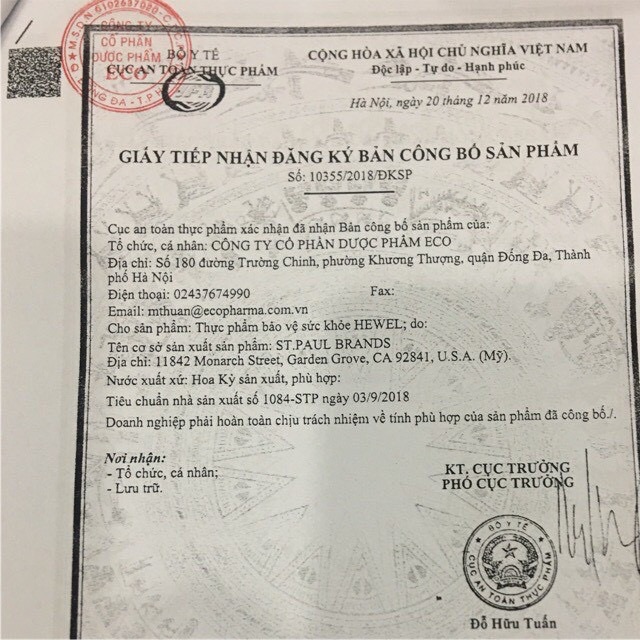 M.S.D.N: 0102637020-C.
CÔNG TY
CỔ PHẦN
DƯỢC PHẨM
ĐỐNG ĐA - T.P
BỘ Y TẾ
CỤC AN TOÀN THỰC PHẨM
CỘNG HÒA XÃ HỘI CHỦ NGHĨA VIỆT NAM
Độc lập - Tự do - Hạnh phúc
Hà Nội, ngày 20 tháng 12 năm 2018
GIẤY TIẾP NHẬN ĐĂNG KÝ BẢN CÔNG BỐ SẢN PHẨM
Số: 10355/2018/ĐKSP
Cục an toàn thực phẩm xác nhận đã nhận Bản công bố sản phẩm của:
Tổ chức, cá nhân: CÔNG TY CỔ PHẦN DƯỢC PHẨM ECO
Địa chỉ: Số 180 đường Trường Chinh, phường Khương Thượng, quận Đống Đa, Thành
phố Hà Nội
Điện thoại: 02437674990 Fax:
Email: mthuan@ecopharma.com.vn
Cho sản phẩm: Thực phẩm bảo vệ sức khỏe HEWEL; do:
Tên cơ sở sản xuất sản phẩm: ST.PAUL BRANDS
Địa chỉ: 11842 Monarch Street, Garden Grove, CA 92841, U.S.A. (Mỹ).
Nước xuất xứ: Hoa Kỳ sản xuất, phù hợp:
Tiêu chuẩn nhà sản xuất số 1084-STP ngày 03/9/2018
Doanh nghiệp phải hoàn toàn chịu trách nhiệm về tính phù hợp của sản phẩm đã công bố./.
Nơi nhận:
- Tổ chức, cá nhân;
- Lưu trữ.
KT. CỤC TRƯỞNG
PHÓ CỤC TRƯỞNG
BỘ Y TẾ
CỤC AN TOÀN THỰC PHẨM
Đỗ Hữu Tuấn